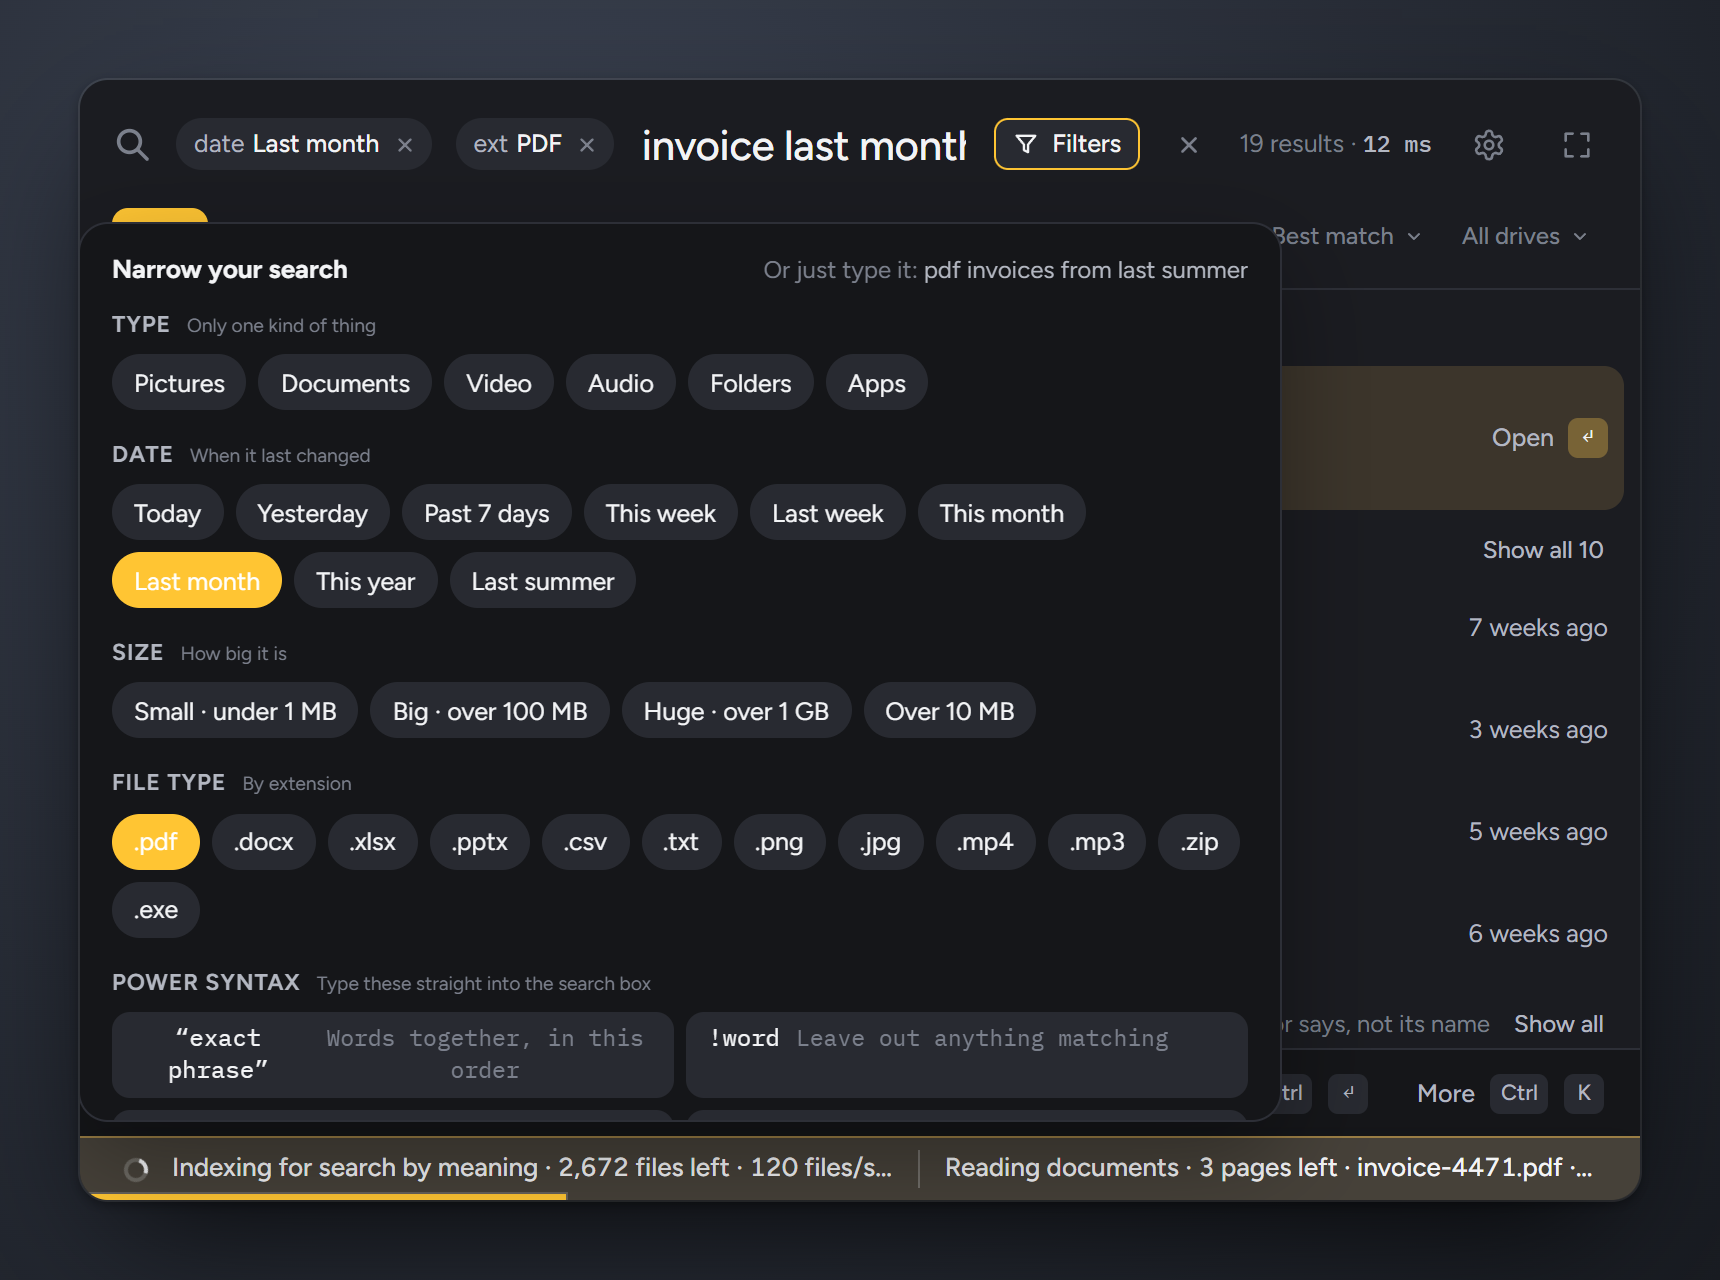 date Last month ext PDF invoice last month Filters 19 results · 12 ms
Best match All drives
Narrow your search Or just type it: pdf invoices from last summer
TYPE Only one kind of thing
Pictures Documents Video Audio Folders Apps
Open
DATE When it last changed
Today Yesterday Past 7 days This week Last week This month
Show all 10
Last month This year Last summer
7 weeks ago
SIZE How big it is
Small · under 1 MB Big · over 100 MB Huge · over 1 GB Over 10 MB
3 weeks ago
FILE TYPE By extension
.pdf .docx .xlsx .pptx .csv .txt .png .jpg .mp4 .mp3 .zip
5 weeks ago
.exe
6 weeks ago
POWER SYNTAX Type these straight into the search box
“exact phrase” Words together, in this order
!word Leave out anything matching
says, not its name Show all
More Ctrl K
Indexing for search by meaning · 2,672 files left · 120 files/s... Reading documents · 3 pages left · invoice-4471.pdf ·...